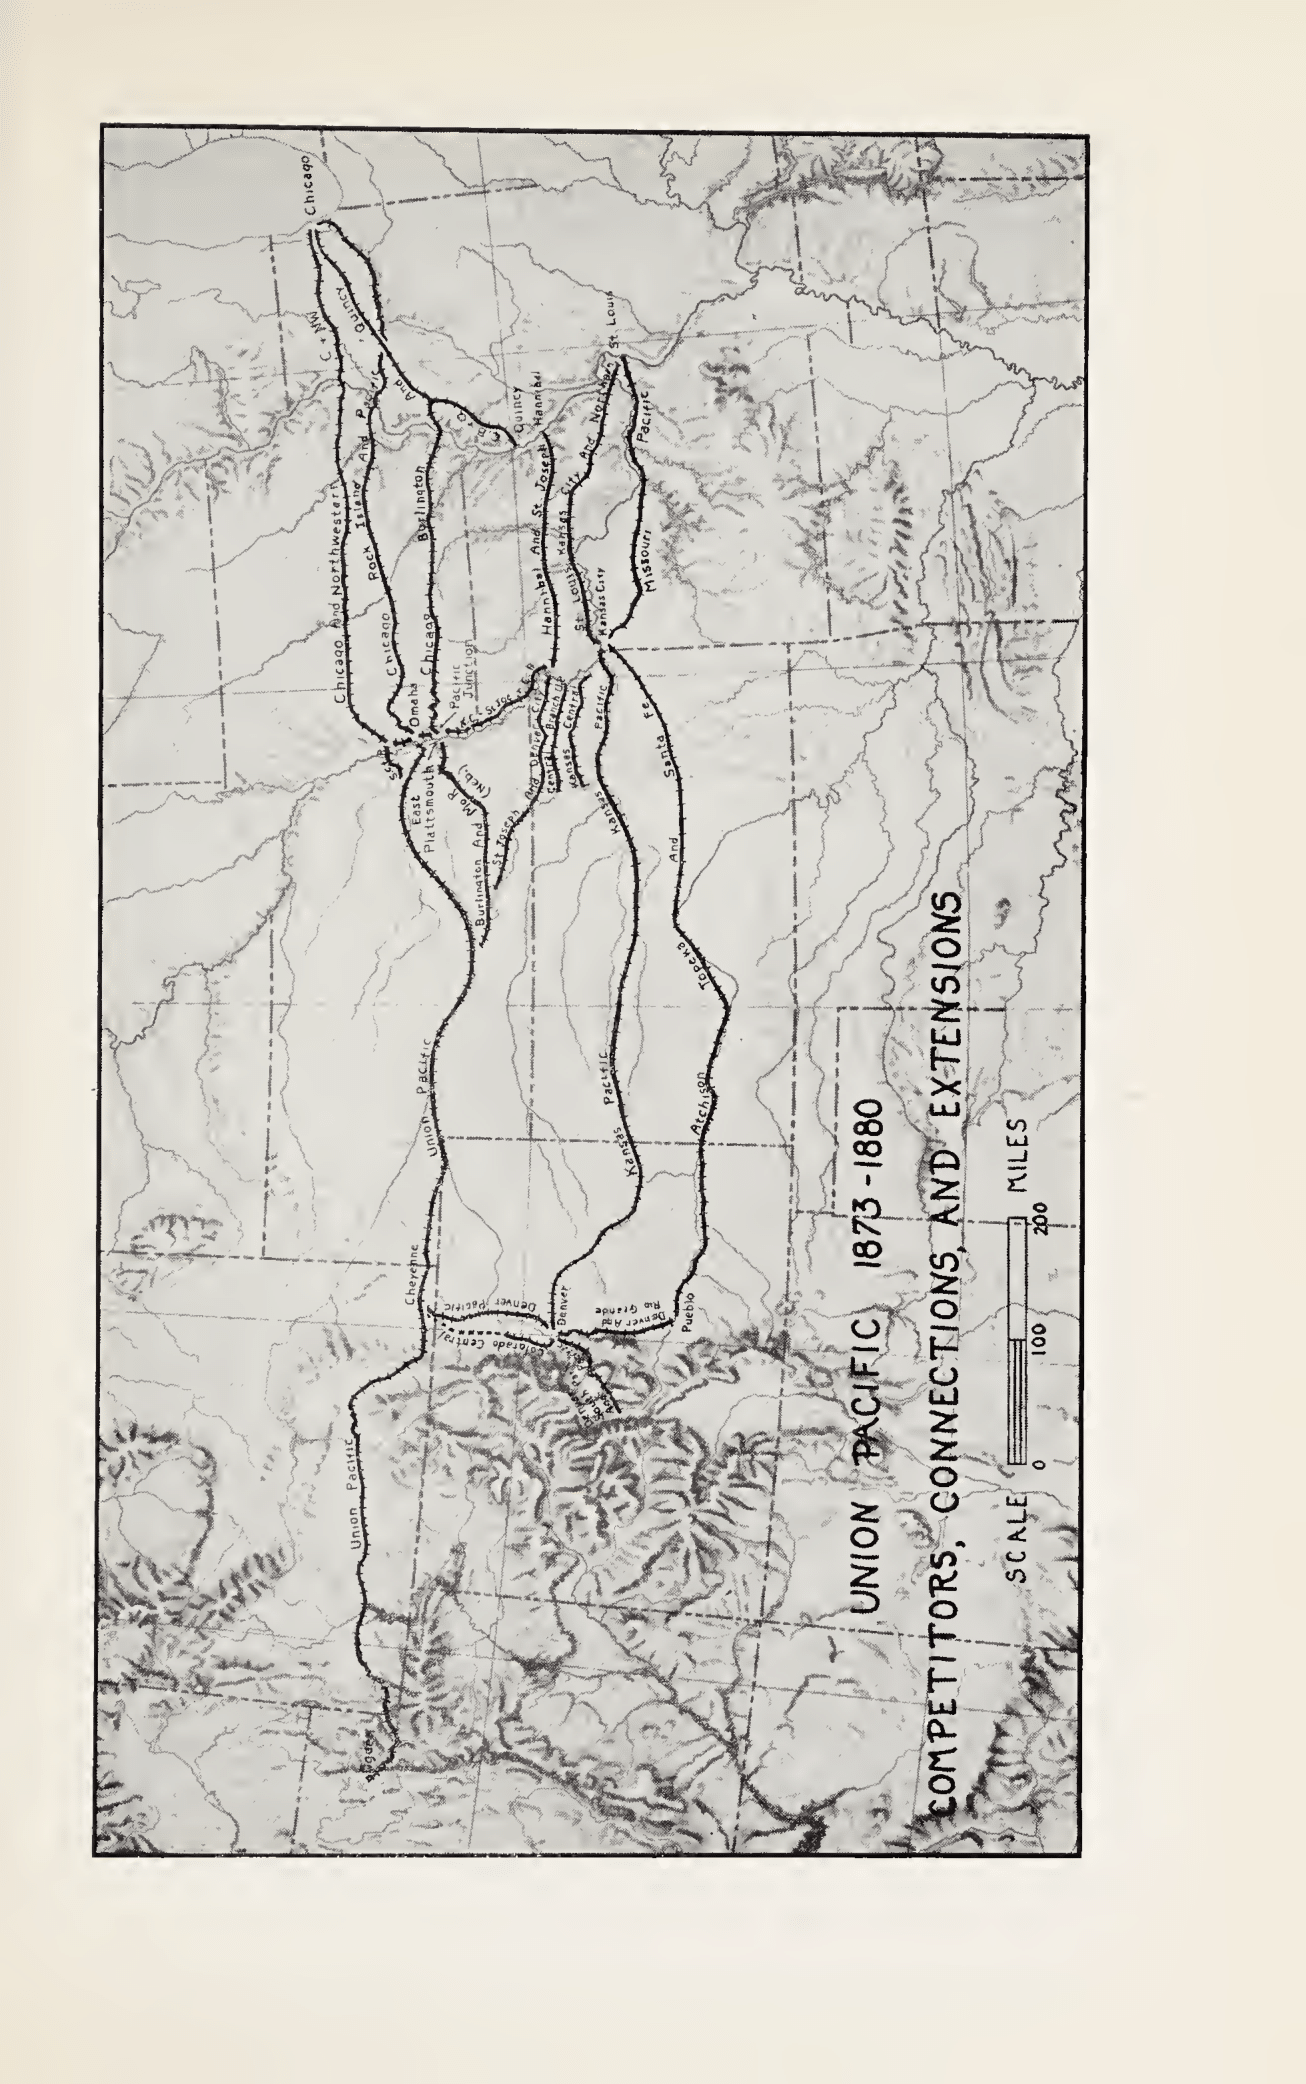 UNION PACIFIC 1873-1880
COMPETITORS, CONNECTIONS, AND EXTENSIONS
SCALE 0 100 200 MILES
Ogden
Union Pacific
Cheyenne
Union Pacific
Denver Pacific
Colorado Central
Denver
Denver And
Rio Grande
Pueblo
Kansas Pacific
Kansas Pacific
Atchison Topeka And Santa Fe
Burlington And Mo R
(Neb.)
St Joseph And Denver City
Central Branch U P
Kansas Central
East
Plattsmouth
Omaha
Pacific
Junction
Chicago And Northwestern
C + NW
Chicago Rock Island And Pacific
Chicago Burlington And Quincy
Hannibal And St Joseph
Quincy
Hannibal
St Louis Kansas City And Northern
Kansas City
Missouri Pacific
St. Louis
Chicago